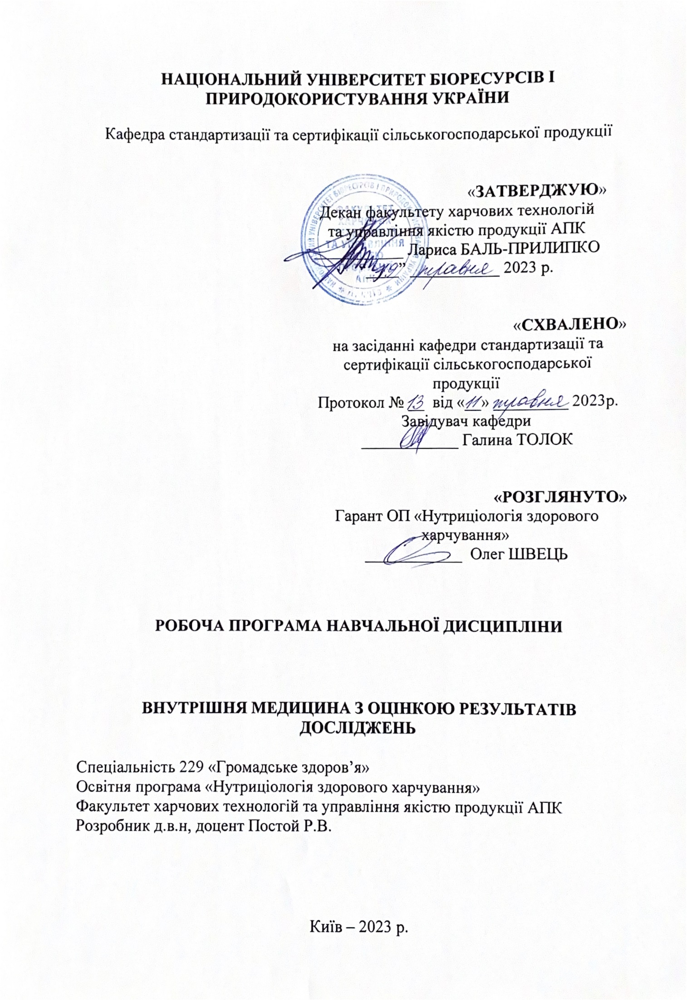 НАЦІОНАЛЬНИЙ УНІВЕРСИТЕТ БІОРЕСУРСІВ І
ПРИРОДОКОРИСТУВАННЯ УКРАЇНИ
Кафедра стандартизації та сертифікації сільськогосподарської продукції
«ЗАТВЕРДЖУЮ»
Декан факультету харчових технологій
та управління якістю продукції АПК
Лариса БАЛЬ-ПРИЛИПКО
травня 2023 р.
«СХВАЛЕНО»
на засіданні кафедри стандартизації та
сертифікації сільськогосподарської
продукції
Протокол № 13 від «11» травня 2023р.
Завідувач кафедри
Галина ТОЛОК
«РОЗГЛЯНУТО»
Гарант ОП «Нутриціологія здорового
харчування»
Олег ШВЕЦЬ
РОБОЧА ПРОГРАМА НАВЧАЛЬНОЇ ДИСЦИПЛІНИ
ВНУТРІШНЯ МЕДИЦИНА З ОЦІНКОЮ РЕЗУЛЬТАТІВ
ДОСЛІДЖЕНЬ
Спеціальність 229 «Громадське здоров’я»
Освітня програма «Нутриціологія здорового харчування»
Факультет харчових технологій та управління якістю продукції АПК
Розробник д.в.н, доцент Постой Р.В.
Київ – 2023 р.